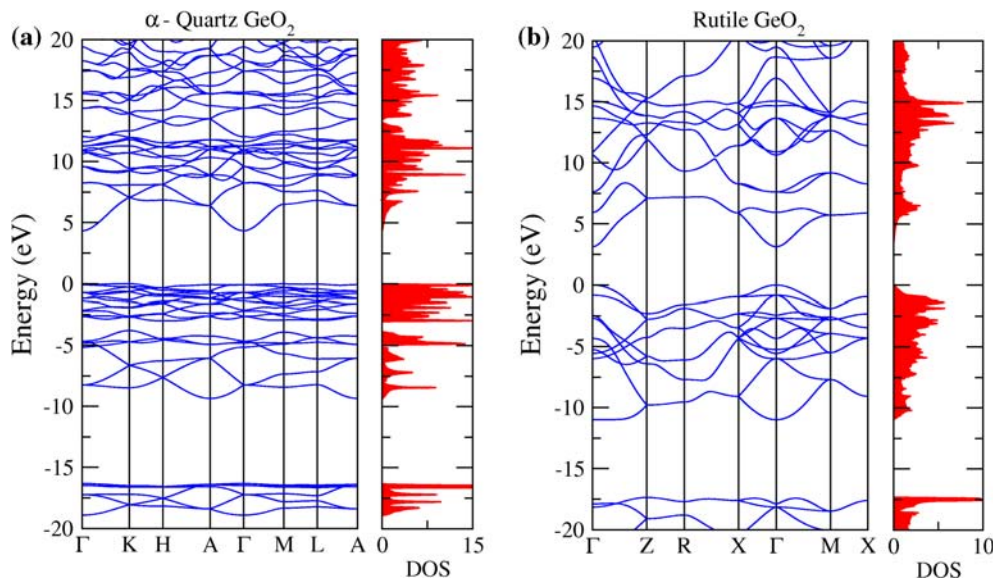 α - Quartz GeO₂
Rutile GeO₂
(a)
(b)
Energy (eV)
20
15
10
5
0
-5
-10
-15
-20
Γ K H A Γ M L A
0 15
DOS
Energy (eV)
20
15
10
5
0
-5
-10
-15
-20
Γ Z R X Γ M X
0 10
DOS